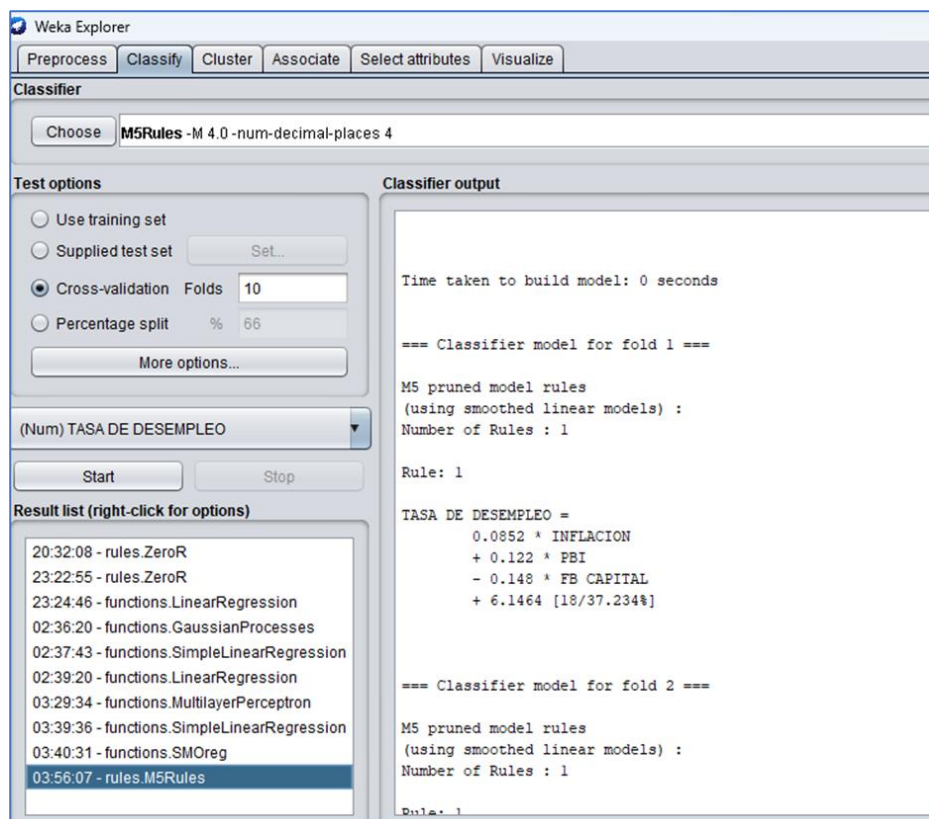 Weka Explorer
Preprocess Classify Cluster Associate Select attributes Visualize
Classifier
Choose M5Rules -M 4.0 -num-decimal-places 4
Test options
Use training set
Supplied test set Set...
Cross-validation Folds 10
Percentage split % 66
More options...
(Num) TASA DE DESEMPLEO
Start Stop
Result list (right-click for options)
20:32:08 - rules.ZeroR
23:22:55 - rules.ZeroR
23:24:46 - functions.LinearRegression
02:36:20 - functions.GaussianProcesses
02:37:43 - functions.SimpleLinearRegression
02:39:20 - functions.LinearRegression
03:29:34 - functions.MultilayerPerceptron
03:39:36 - functions.SimpleLinearRegression
03:40:31 - functions.SMOreg
03:56:07 - rules.M5Rules
Classifier output
Time taken to build model: 0 seconds
=== Classifier model for fold 1 ===
M5 pruned model rules
(using smoothed linear models) :
Number of Rules : 1
Rule: 1
TASA DE DESEMPLEO =
0.0852 * INFLACION
+ 0.122 * PBI
- 0.148 * FB CAPITAL
+ 6.1464 [18/37.234%]
=== Classifier model for fold 2 ===
M5 pruned model rules
(using smoothed linear models) :
Number of Rules : 1
Rule: 1